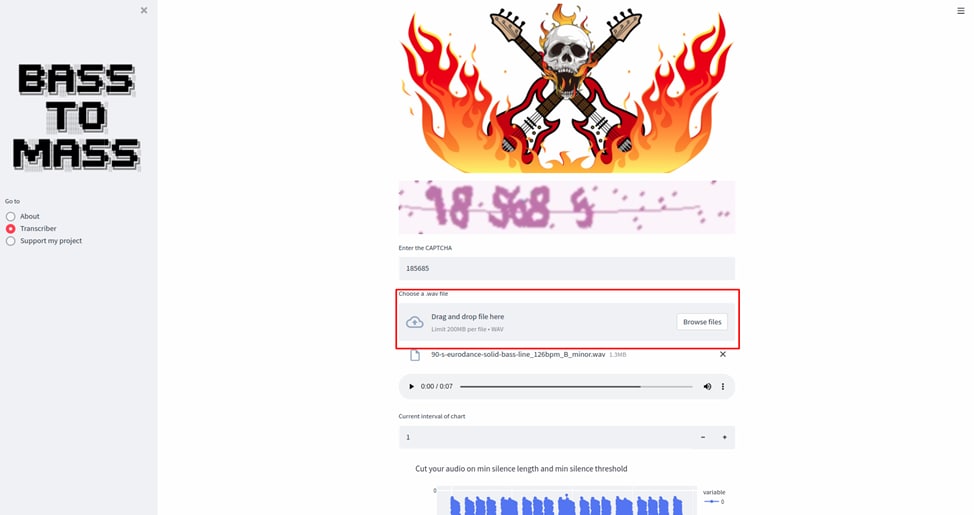 BASS
TO
MASS
Go to
About
Transcriber
Support my project
Enter the CAPTCHA
185685
Choose a .wav file
Drag and drop file here
Limit 200MB per file • WAV
Browse files
90-s-eurodance-solid-bass-line_126bpm_B_minor.wav 1.3MB
0:00 / 0:07
Current interval of chart
1
Cut your audio on min silence length and min silence threshold
0
variable
0